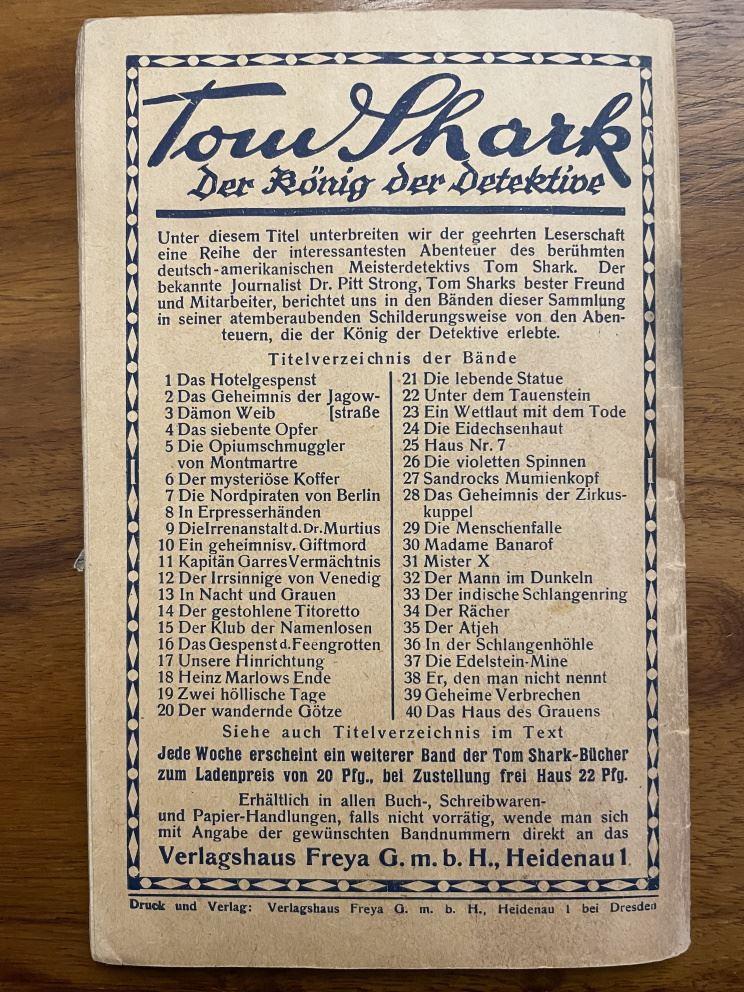 Tom Shark
Der König der Detektive
Unter diesem Titel unterbreiten wir der geehrten Leserschaft
eine Reihe der interessantesten Abenteuer des berühmten
deutsch-amerikanischen Meisterdetektivs Tom Shark. Der
bekannte Journalist Dr. Pitt Strong, Tom Sharks bester Freund
und Mitarbeiter, berichtet uns in den Bänden dieser Sammlung
in seiner atemberaubenden Schilderungsweise von den Aben-
teuern, die der König der Detektive erlebte.
Titelverzeichnis der Bände
1 Das Hotelgespenst
2 Das Geheimnis der Jagow-
3 Dämon Weib [straße
4 Das siebente Opfer
5 Die Opiumschmuggler
von Montmartre
6 Der mysteriöse Koffer
7 Die Nordpiraten von Berlin
8 In Erpresserhänden
9 Die Irrenanstalt d. Dr. Murtius
10 Ein geheimnisv. Giftmord
11 Kapitän Garres Vermächtnis
12 Der Irrsinnige von Venedig
13 In Nacht und Grauen
14 Der gestohlene Titoretto
15 Der Klub der Namenlosen
16 Das Gespenst d. Feengrotten
17 Unsere Hinrichtung
18 Heinz Marlows Ende
19 Zwei höllische Tage
20 Der wandernde Götze
21 Die lebende Statue
22 Unter dem Tauenstein
23 Ein Wettlauf mit dem Tode
24 Die Eidechsenhaut
25 Haus Nr. 7
26 Die violetten Spinnen
27 Sandrocks Mumienkopf
28 Das Geheimnis der Zirkus-
kuppel
29 Die Menschenfalle
30 Madame Banarof
31 Mister X
32 Der Mann im Dunkeln
33 Der indische Schlangenring
34 Der Rächer
35 Der Atjeh
36 In der Schlangenhöhle
37 Die Edelstein-Mine
38 Er, den man nicht nennt
39 Geheime Verbrechen
40 Das Haus des Grauens
Siehe auch Titelverzeichnis im Text
Jede Woche erscheint ein weiterer Band der Tom Shark-Bücher
zum Ladenpreis von 20 Pfg., bei Zustellung frei Haus 22 Pfg.
Erhältlich in allen Buch-, Schreibwaren-
und Papier-Handlungen, falls nicht vorrätig, wende man sich
mit Angabe der gewünschten Bandnummern direkt an das
Verlagshaus Freya G. m. b. H., Heidenau 1
Druck und Verlag: Verlagshaus Freya G. m. b. H., Heidenau 1 bei Dresden